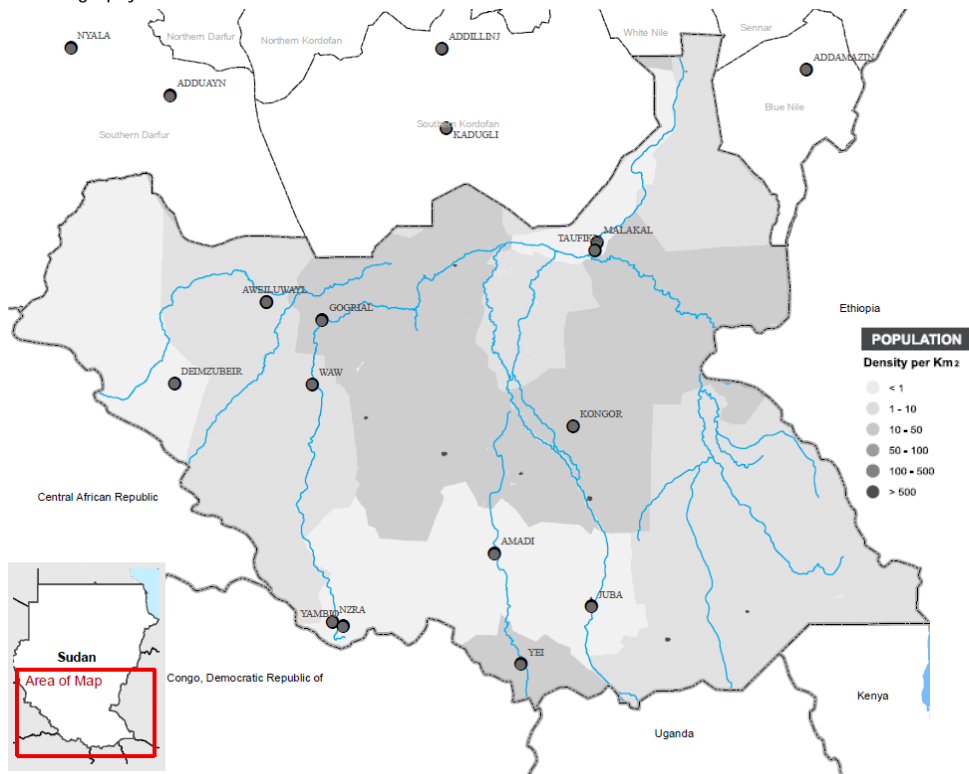 NYALA
Northern Darfur
Northern Kordofan
ADDILLINJ
White Nile
Sennar
ADDAMAZIN
ADDUAYN
Blue Nile
Southern Darfur
Southern Kordofan
KADUGLI
MALAKAL
AWEILUWAYL
GOGRIAL
Ethiopia
POPULATION
Density per Km2
< 1
1 - 10
10 - 50
50 - 100
100 - 500
> 500
DEIMZUBEIR
WAW
KONGOR
Central African Republic
AMADI
JUBA
NZRA
YEI
Sudan
Area of Map
Congo, Democratic Republic of
Kenya
Uganda